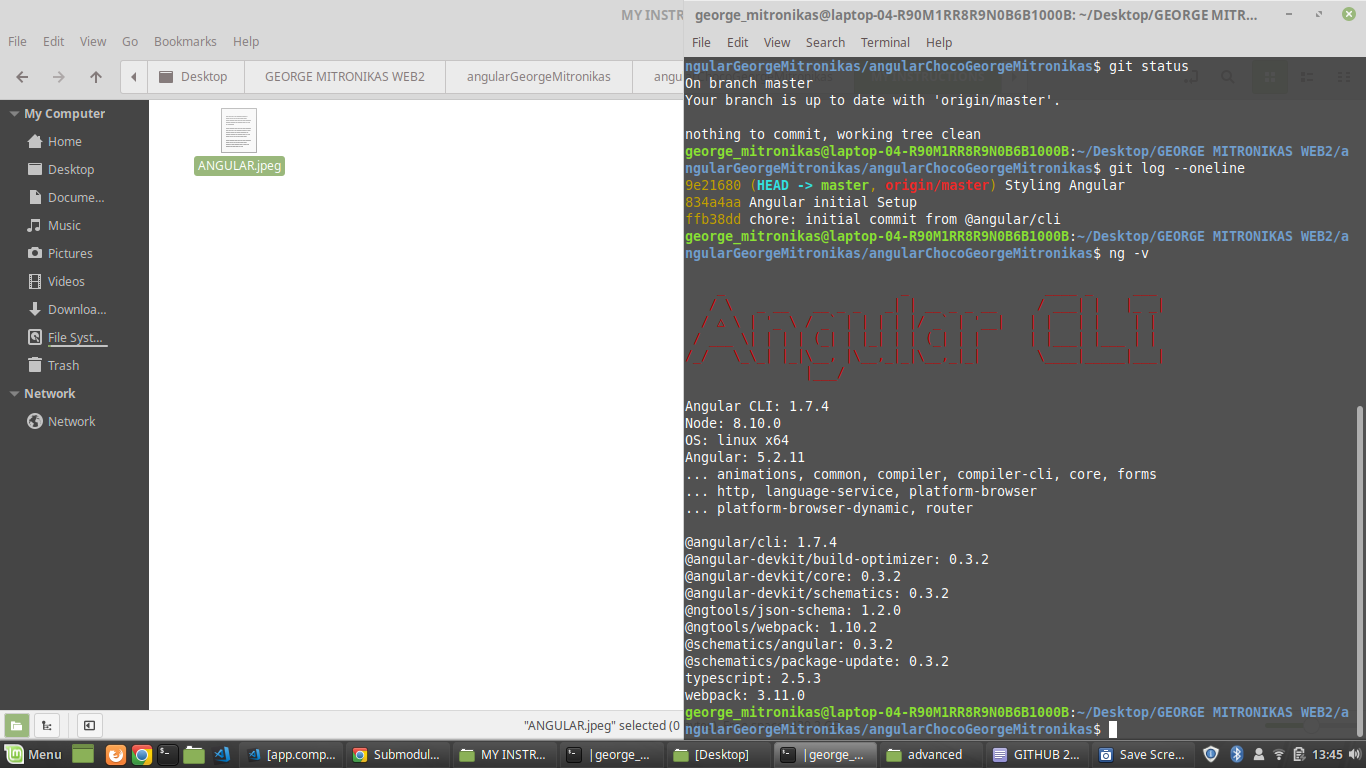 MY INSTR
File Edit View Go Bookmarks Help
Desktop GEORGE MITRONIKAS WEB2 angularGeorgeMitronikas angu
My Computer
Home
Desktop
Docume...
Music
Pictures
Videos
Downloa...
File Syst...
Trash
Network
Network
ANGULAR.jpeg
"ANGULAR.jpeg" selected (0
george_mitronikas@laptop-04-R90M1RR8R9N0B6B1000B: ~/Desktop/GEORGE MITR...
File Edit View Search Terminal Help
ngularGeorgeMitronikas/angularChocoGeorgeMitronikas$ git status
On branch master
Your branch is up to date with 'origin/master'.
nothing to commit, working tree clean
george_mitronikas@laptop-04-R90M1RR8R9N0B6B1000B:~/Desktop/GEORGE MITRONIKAS WEB2/a
ngularGeorgeMitronikas/angularChocoGeorgeMitronikas$ git log --oneline
9e21680 (HEAD -> master, origin/master) Styling Angular
834a4aa Angular initial Setup
ffb38dd chore: initial commit from @angular/cli
george_mitronikas@laptop-04-R90M1RR8R9N0B6B1000B:~/Desktop/GEORGE MITRONIKAS WEB2/a
ngularGeorgeMitronikas/angularChocoGeorgeMitronikas$ ng -v
Angular CLI
Angular CLI: 1.7.4
Node: 8.10.0
OS: linux x64
Angular: 5.2.11
... animations, common, compiler, compiler-cli, core, forms
... http, language-service, platform-browser
... platform-browser-dynamic, router
@angular/cli: 1.7.4
@angular-devkit/build-optimizer: 0.3.2
@angular-devkit/core: 0.3.2
@angular-devkit/schematics: 0.3.2
@ngtools/json-schema: 1.2.0
@ngtools/webpack: 1.10.2
@schematics/angular: 0.3.2
@schematics/package-update: 0.3.2
typescript: 2.5.3
webpack: 3.11.0
george_mitronikas@laptop-04-R90M1RR8R9N0B6B1000B:~/Desktop/GEORGE MITRONIKAS WEB2/a
ngularGeorgeMitronikas/angularChocoGeorgeMitronikas$
Menu [app.comp... Submodul... MY INSTR... |george_... [Desktop] |george_... advanced GITHUB 2... Save Scre... 13:45